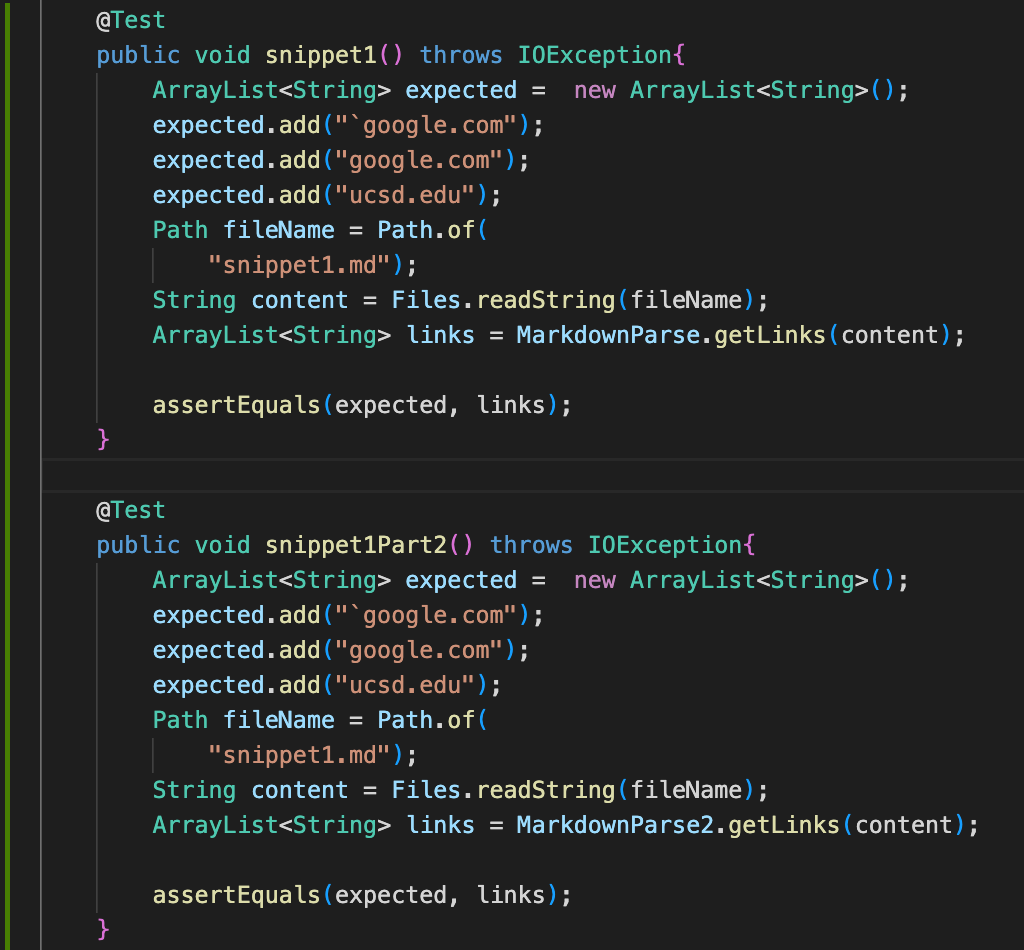 @Test
public void snippet1() throws IOException{
    ArrayList<String> expected =  new ArrayList<String>();
    expected.add("`google.com");
    expected.add("google.com");
    expected.add("ucsd.edu");
    Path fileName = Path.of(
        "snippet1.md");
    String content = Files.readString(fileName);
    ArrayList<String> links = MarkdownParse.getLinks(content);

    assertEquals(expected, links);
}

@Test
public void snippet1Part2() throws IOException{
    ArrayList<String> expected =  new ArrayList<String>();
    expected.add("`google.com");
    expected.add("google.com");
    expected.add("ucsd.edu");
    Path fileName = Path.of(
        "snippet1.md");
    String content = Files.readString(fileName);
    ArrayList<String> links = MarkdownParse2.getLinks(content);

    assertEquals(expected, links);
}